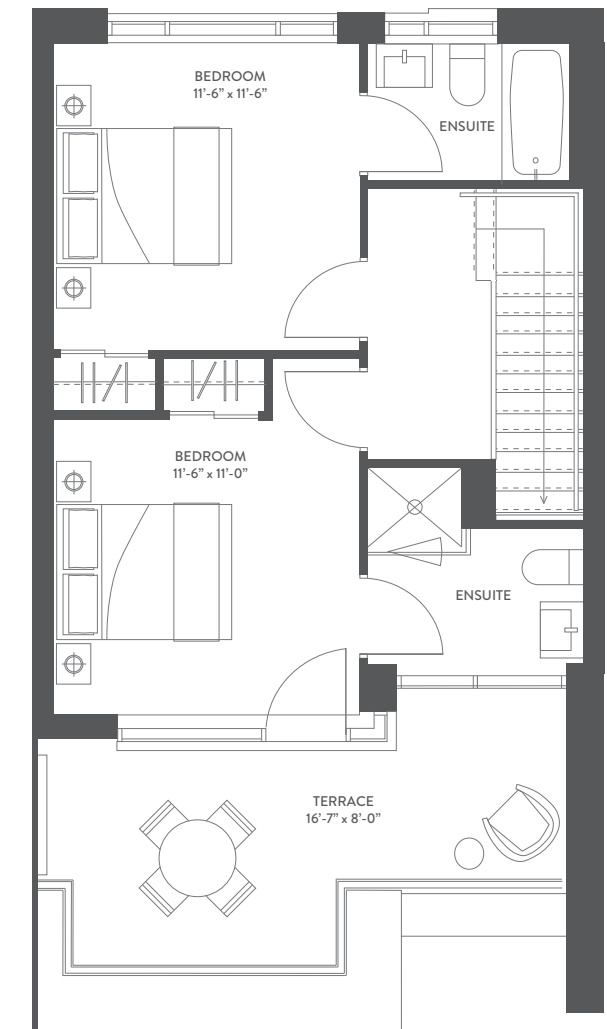 BEDROOM
11’-6” x 11’-6”
ENSUITE
BEDROOM
11’-6” x 11’-0”
ENSUITE
TERRACE
16’-7” x 8’-0”